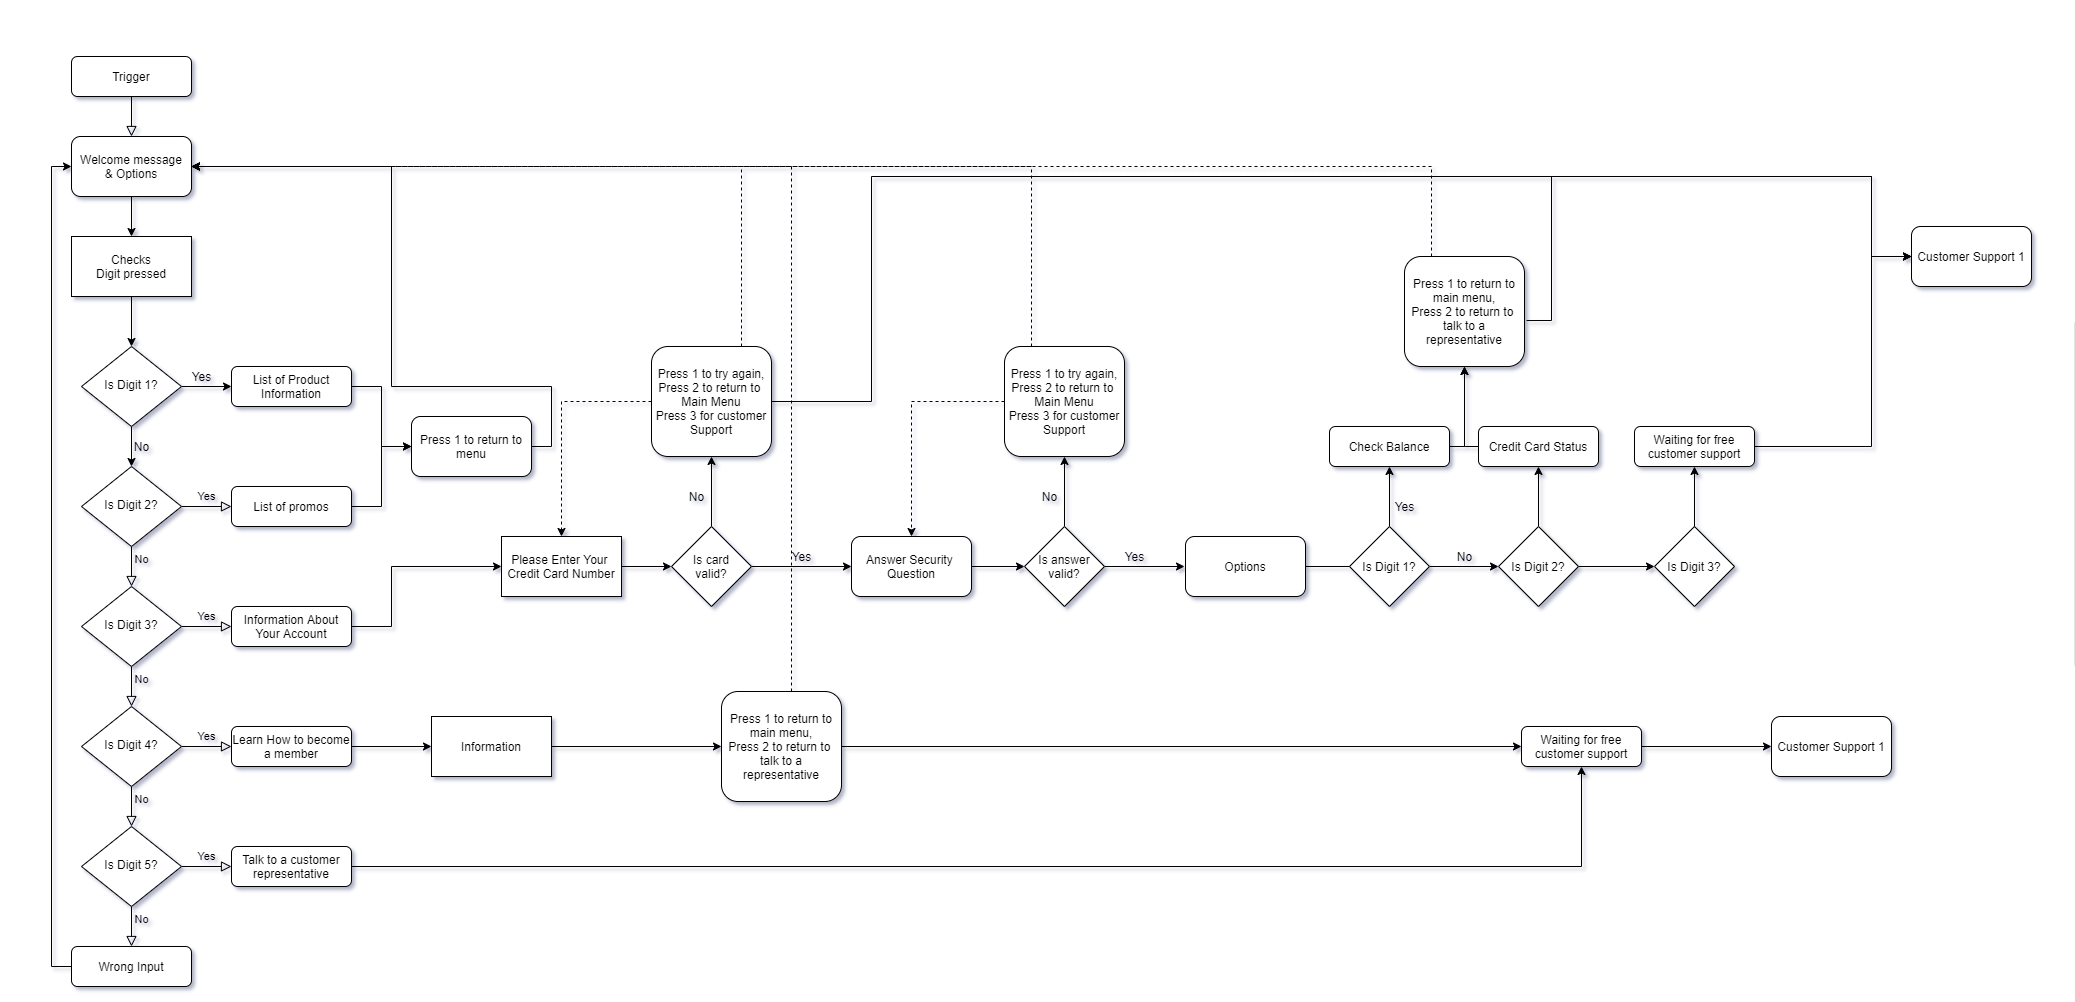 Trigger
Welcome message
& Options
Checks
Digit pressed
Is Digit 1?
Yes
List of Product
Information
No
Press 1 to return to
menu
Is Digit 2?
Yes
List of promos
No
Is Digit 3?
Yes
Information About
Your Account
No
Please Enter Your
Credit Card Number
Is card
valid?
No
Press 1 to try again,
Press 2 to return to
Main Menu
Press 3 for customer
Support
Yes
Answer Security
Question
Is answer
valid?
No
Press 1 to try again,
Press 2 to return to
Main Menu
Press 3 for customer
Support
Yes
Options
Is Digit 1?
Yes
Check Balance
No
Is Digit 2?
Credit Card Status
Press 1 to return to
main menu,
Press 2 to return to
talk to a
representative
Is Digit 3?
Waiting for free
customer support
Customer Support 1
Is Digit 4?
Yes
Learn How to become
a member
Information
Press 1 to return to
main menu,
Press 2 to return to
talk to a
representative
Waiting for free
customer support
Customer Support 1
No
Is Digit 5?
Yes
Talk to a customer
representative
No
Wrong Input